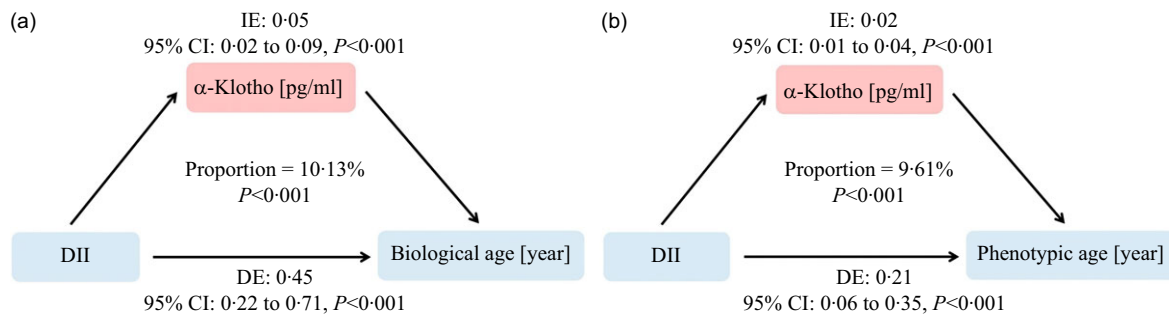 (a)
IE: 0·05
95% CI: 0·02 to 0·09, P<0·001
α-Klotho [pg/ml]
Proportion = 10·13%
P<0·001
DII
Biological age [year]
DE: 0·45
95% CI: 0·22 to 0·71, P<0·001
(b)
IE: 0·02
95% CI: 0·01 to 0·04, P<0·001
α-Klotho [pg/ml]
Proportion = 9·61%
P<0·001
DII
Phenotypic age [year]
DE: 0·21
95% CI: 0·06 to 0·35, P<0·001